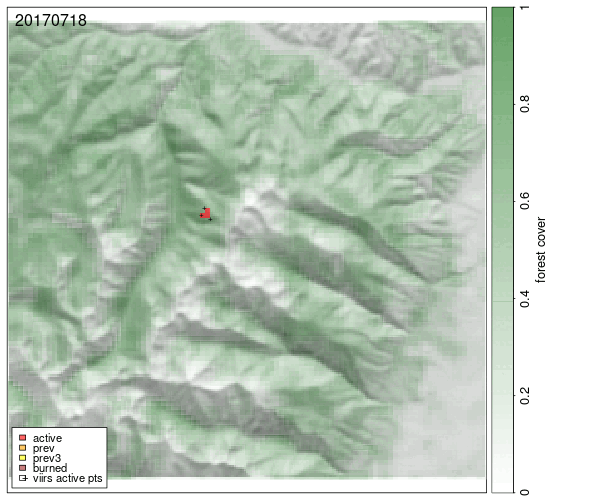 20170718
active
prev
prev3
burned
viirs active pts
0
0.2
0.4
0.6
0.8
1
forest cover